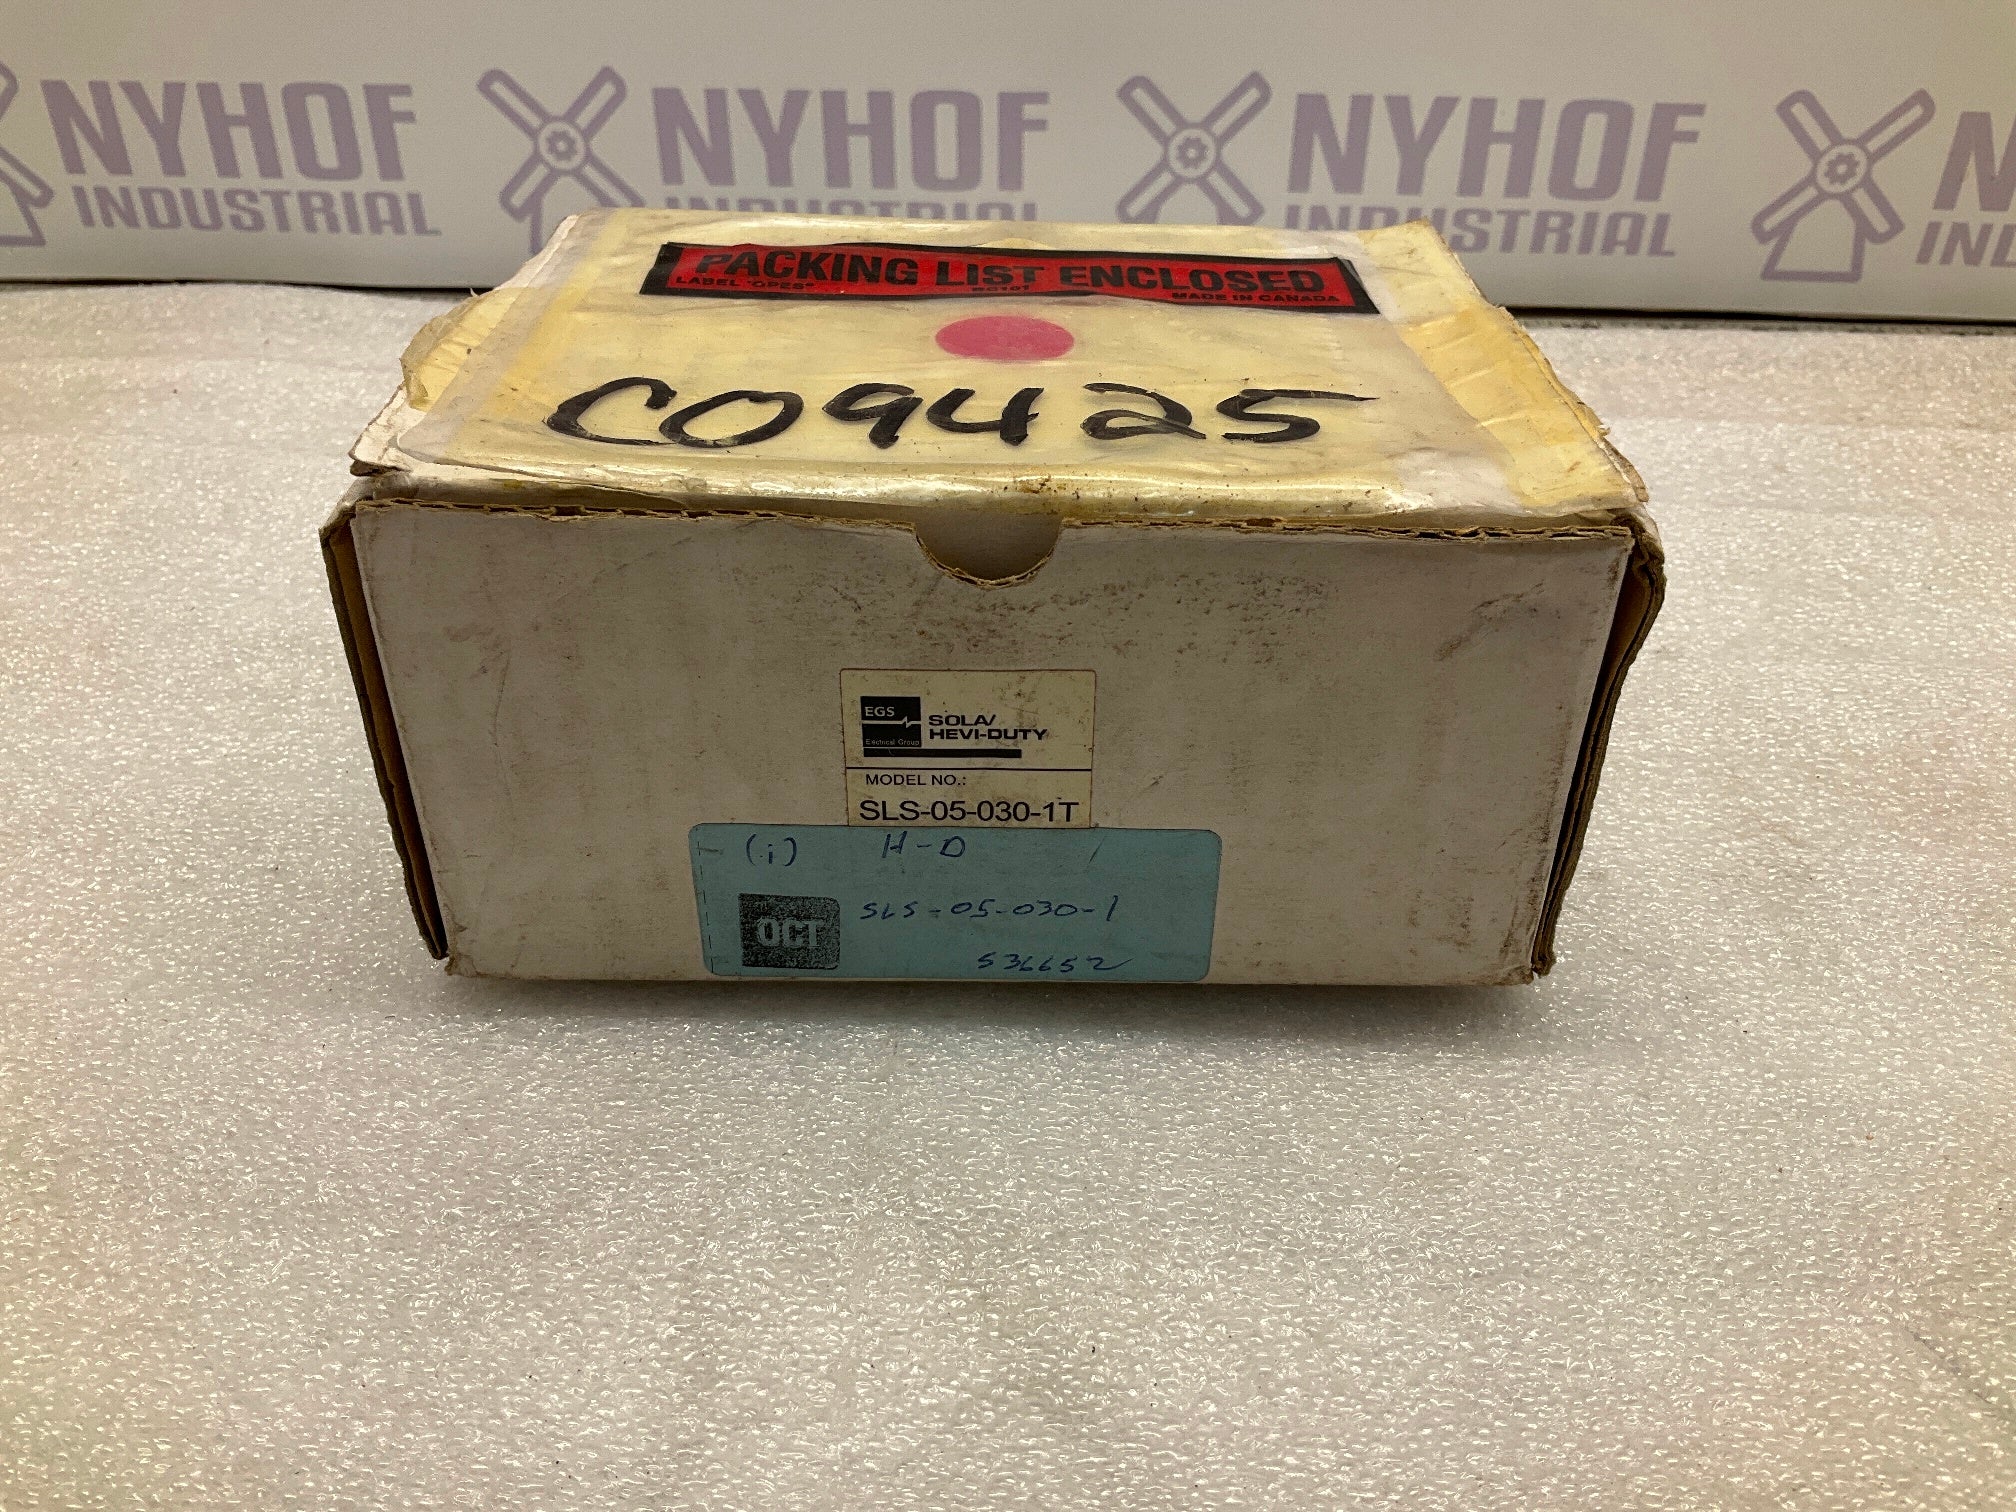 NYHOF NYHOF NYHOF N
INDUSTRIAL INDUSTRIAL INDUSTRIAL IND
PACKING LIST ENCLOSED
LABEL "OPES" MADE IN CANADA
C09425
EGS
Electrical Group
SOLA/
HEVI-DUTY
MODEL NO.:
SLS-05-030-1T
(1) H-D
OCT SLS-05-030-1
536652